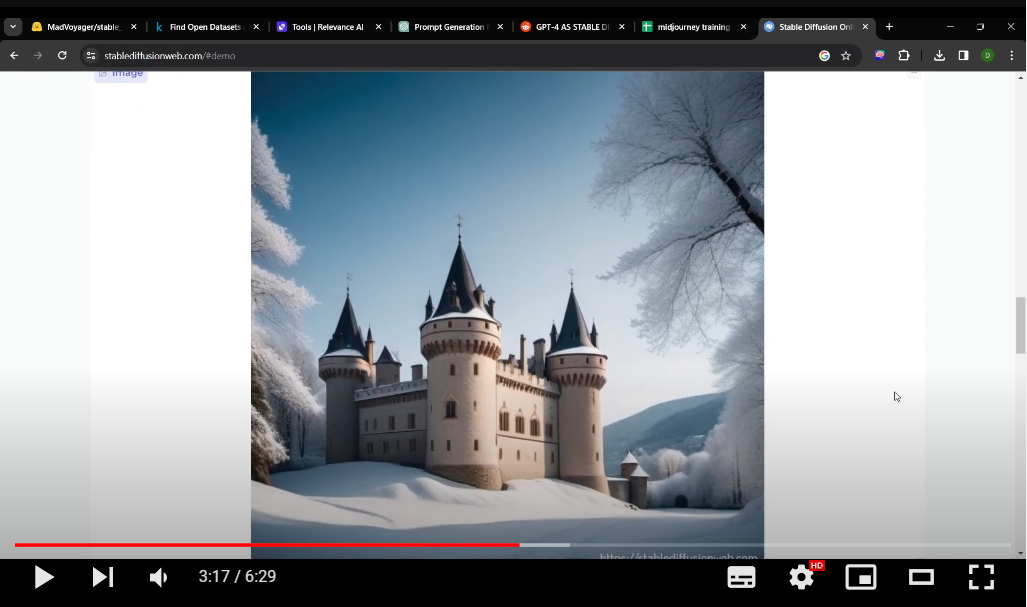 MadVoyager/stable_
Find Open Datasets
Tools | Relevance AI
Prompt Generation
GPT-4 AS STABLE DI
midjourney training
Stable Diffusion Onl
stablediffusionweb.com/#demo
D
Image
https://stablediffusionweb.com
3:17 / 6:29
HD